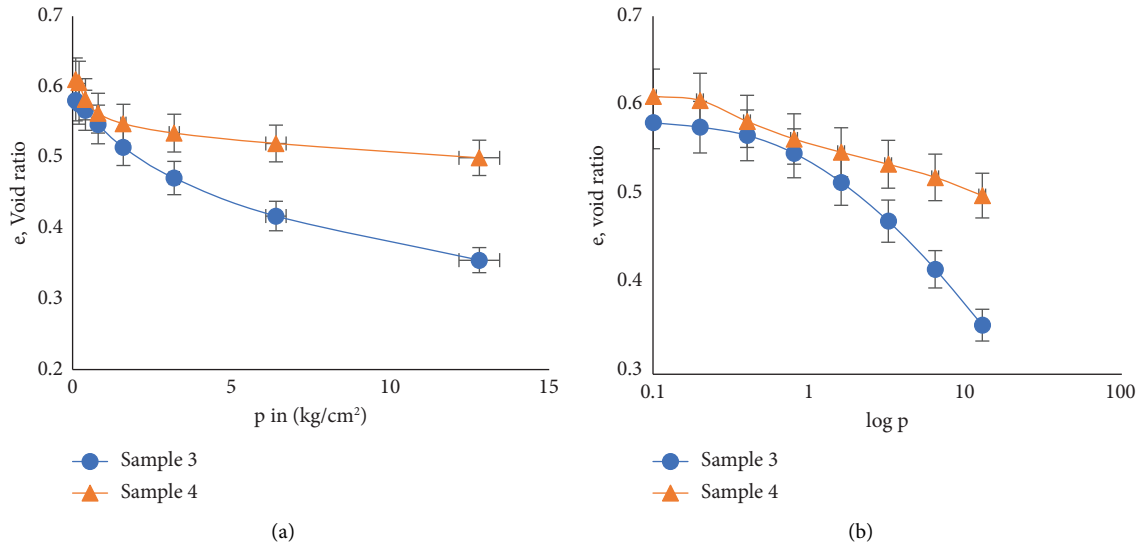 0.7
0.6
0.5
0.4
0.3
0.2
e, Void ratio
0 5 10 15
p in (kg/cm²)
Sample 3
Sample 4
(a)
0.7
0.6
0.5
0.4
0.3
e, void ratio
0.1 1 10 100
log p
Sample 3
Sample 4
(b)